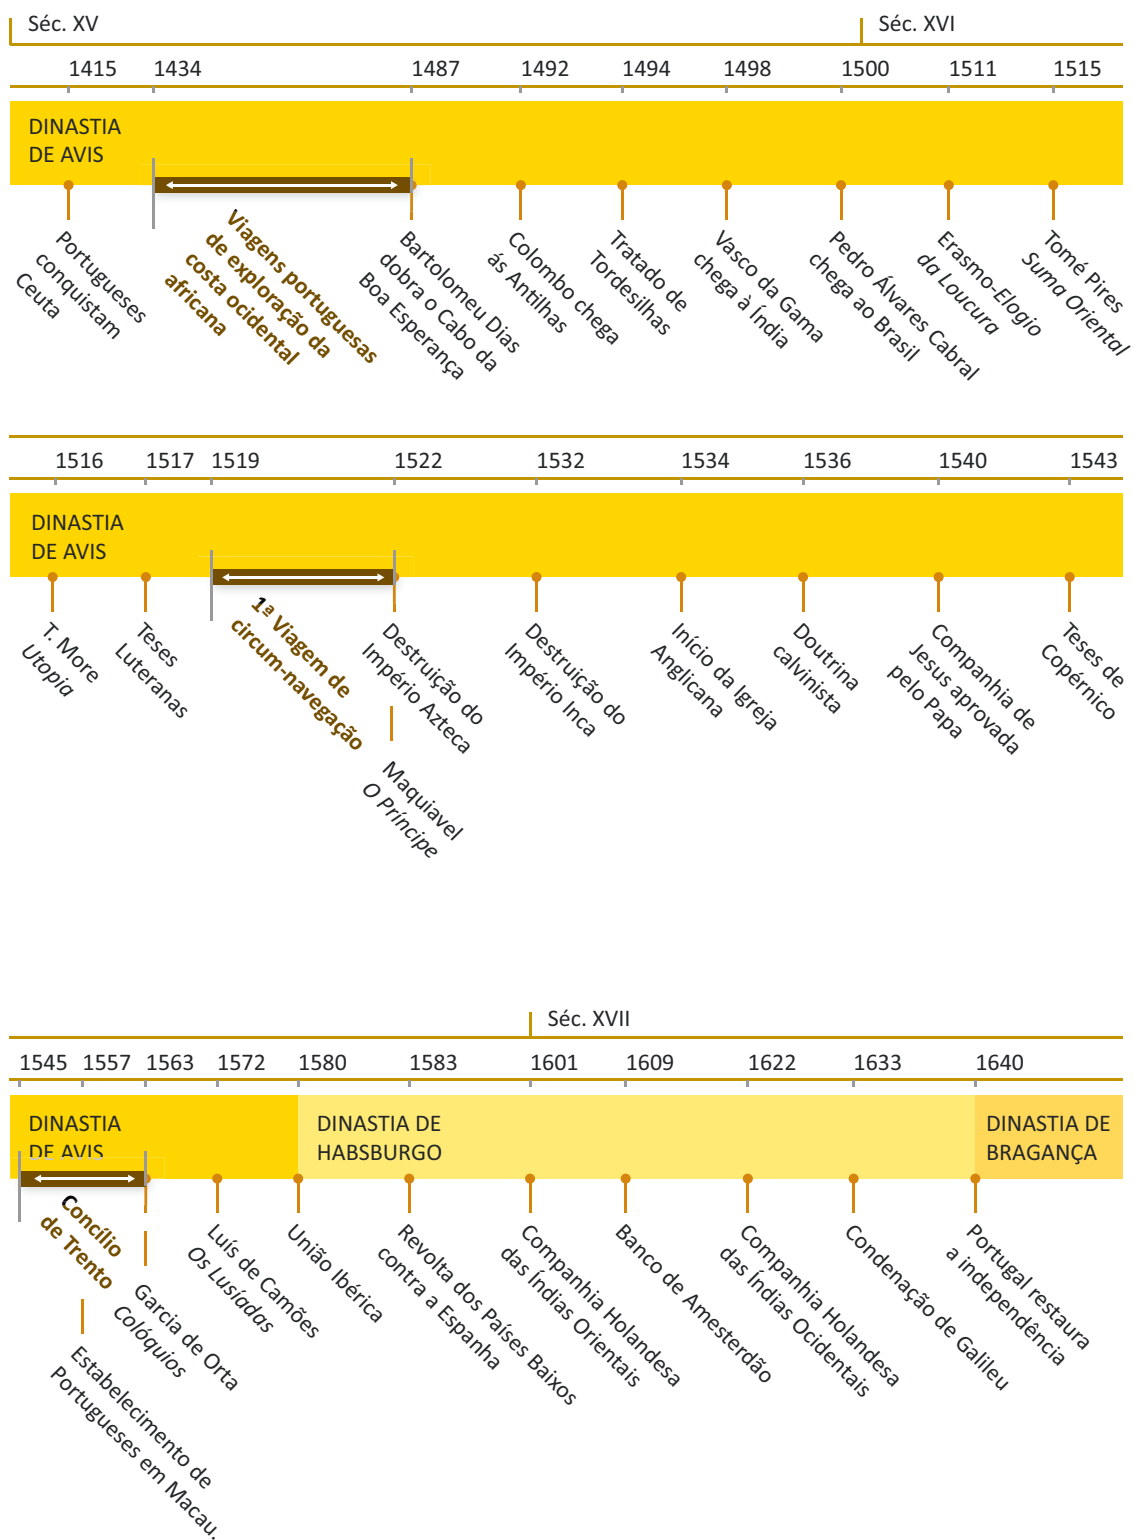 Séc. XV
Séc. XVI
1415
1434
1487
1492
1494
1498
1500
1511
1515
DINASTIA
DE AVIS
Portugueses
conquistam
Ceuta
Viagens portuguesas
de exploração da
costa ocidental
africana
Bartolomeu Dias
dobra o Cabo da
Boa Esperança
Colombo chega
ás Antilhas
Tratado de
Tordesilhas
Vasco da Gama
chega à Índia
Pedro Álvares Cabral
chega ao Brasil
Erasmo-Elogio
da Loucura
Tomé Pires
Suma Oriental
1516
1517
1519
1522
1532
1534
1536
1540
1543
DINASTIA
DE AVIS
T. More
Utopia
Teses
Luteranas
1ª Viagem de
circum-navegação
Destruição do
Império Azteca
Maquiavel
O Príncipe
Destruição do
Império Inca
Início da Igreja
Anglicana
Doutrina
calvinista
Companhia de
Jesus aprovada
pelo Papa
Teses de
Copérnico
Séc. XVII
1545
1557
1563
1572
1580
1583
1601
1609
1622
1633
1640
DINASTIA
DE AVIS
DINASTIA DE
HABSBURGO
DINASTIA DE
BRAGANÇA
Concílio
de Trento
Estabelecimento de
Portugueses em Macau.
Garcia de Orta
Colóquios
Luís de Camões
Os Lusíadas
União Ibérica
Revolta dos Países Baixos
contra a Espanha
Companhia Holandesa
das Índias Orientais
Banco de Amesterdão
Companhia Holandesa
das Índias Ocidentais
Condenação de Galileu
Portugal restaura
a independência